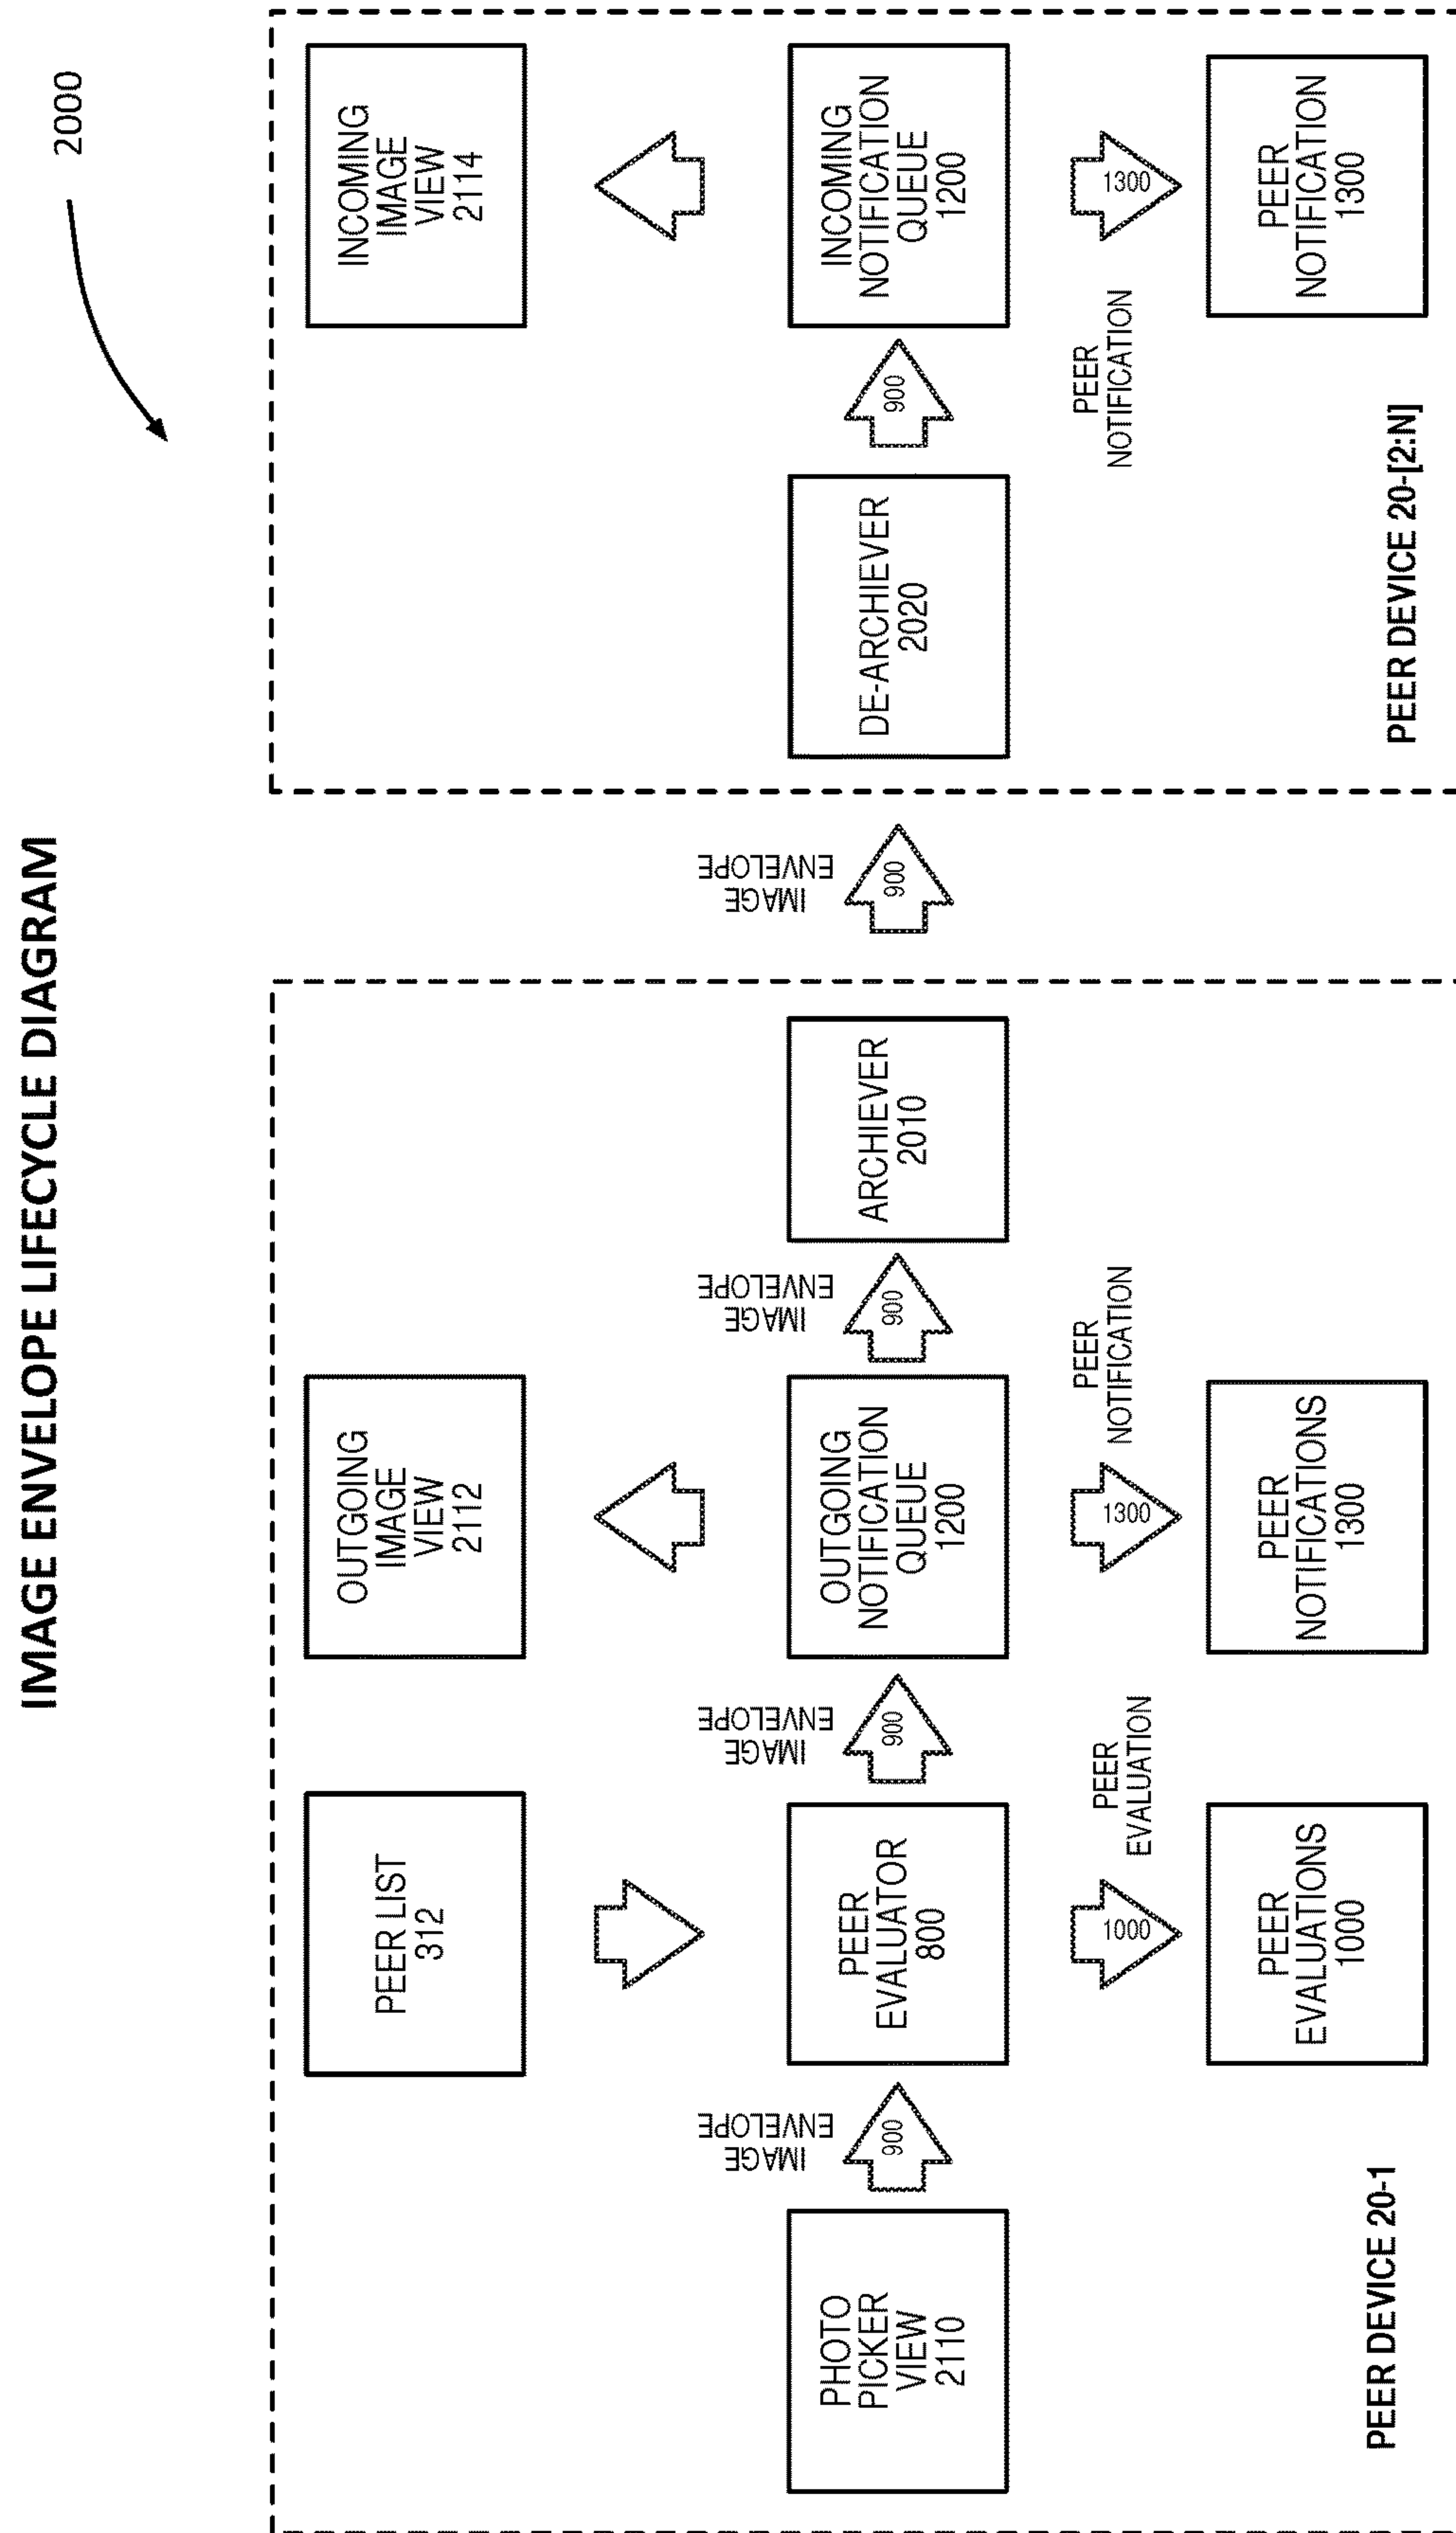 IMAGE ENVELOPE LIFECYCLE DIAGRAM
2000
PEER LIST
312
OUTGOING
IMAGE
VIEW
2112
INCOMING
IMAGE
VIEW
2114
IMAGE
ENVELOPE
IMAGE
ENVELOPE
IMAGE
ENVELOPE
IMAGE
ENVELOPE
PHOTO
PICKER
VIEW
2110
900
PEER
EVALUATOR
800
900
OUTGOING
NOTIFICATION
QUEUE
1200
900
ARCHIEVER
2010
900
DE-ARCHIEVER
2020
900
INCOMING
NOTIFICATION
QUEUE
1200
1000
PEER
EVALUATION
1300
PEER
NOTIFICATION
PEER
NOTIFICATION
1300
PEER
EVALUATIONS
1000
PEER
NOTIFICATIONS
1300
PEER
NOTIFICATION
1300
PEER DEVICE 20-1
PEER DEVICE 20-[2:N]